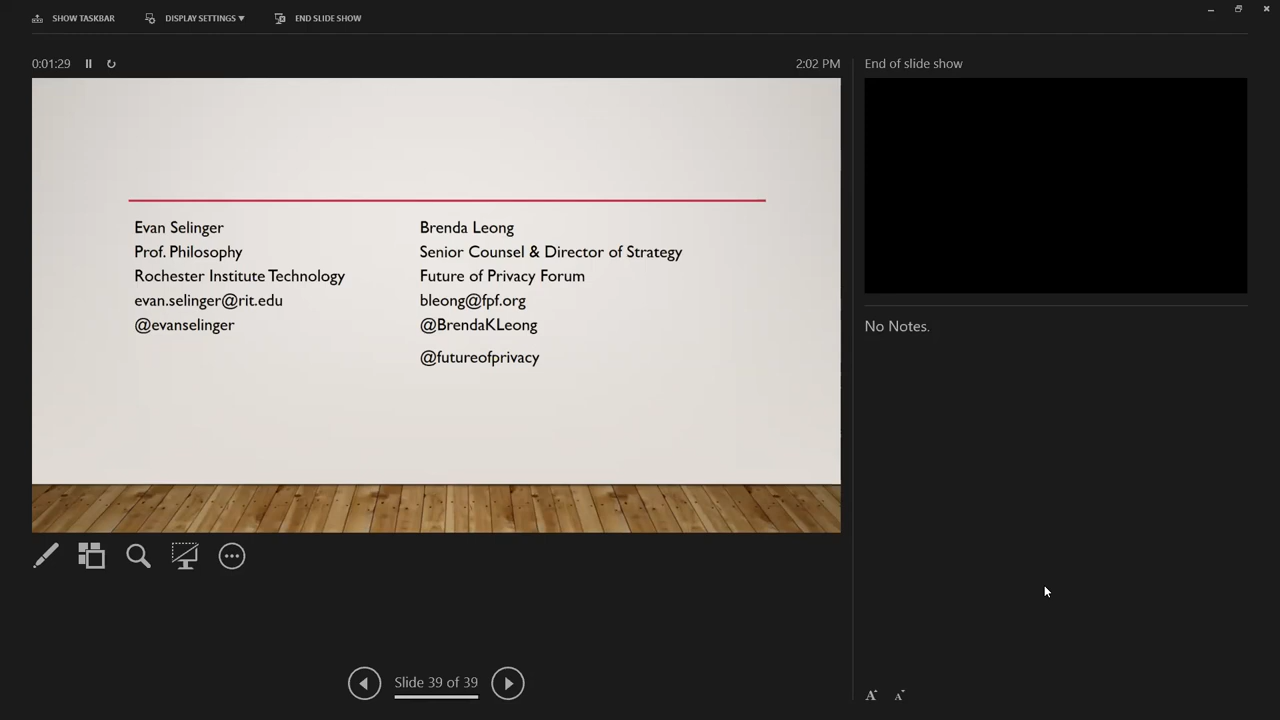 SHOW TASKBAR
DISPLAY SETTINGS ▼
END SLIDE SHOW
0:01:29
2:02 PM
End of slide show
Evan Selinger
Prof. Philosophy
Rochester Institute Technology
evan.selinger@rit.edu
@evanselinger
Brenda Leong
Senior Counsel & Director of Strategy
Future of Privacy Forum
bleong@fpf.org
@BrendaKLeong
@futureofprivacy
No Notes.
Slide 39 of 39
A A